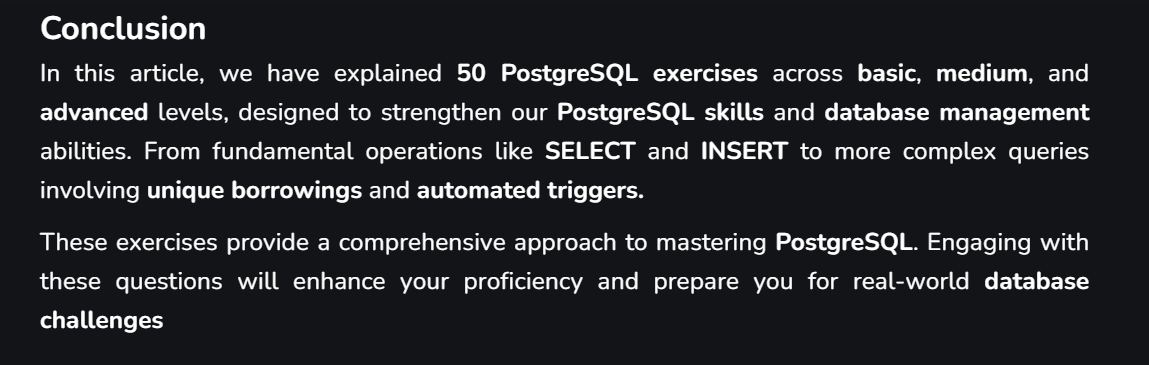 Conclusion
In this article, we have explained 50 PostgreSQL exercises across basic, medium, and
advanced levels, designed to strengthen our PostgreSQL skills and database management
abilities. From fundamental operations like SELECT and INSERT to more complex queries
involving unique borrowings and automated triggers.
These exercises provide a comprehensive approach to mastering PostgreSQL. Engaging with
these questions will enhance your proficiency and prepare you for real-world database
challenges